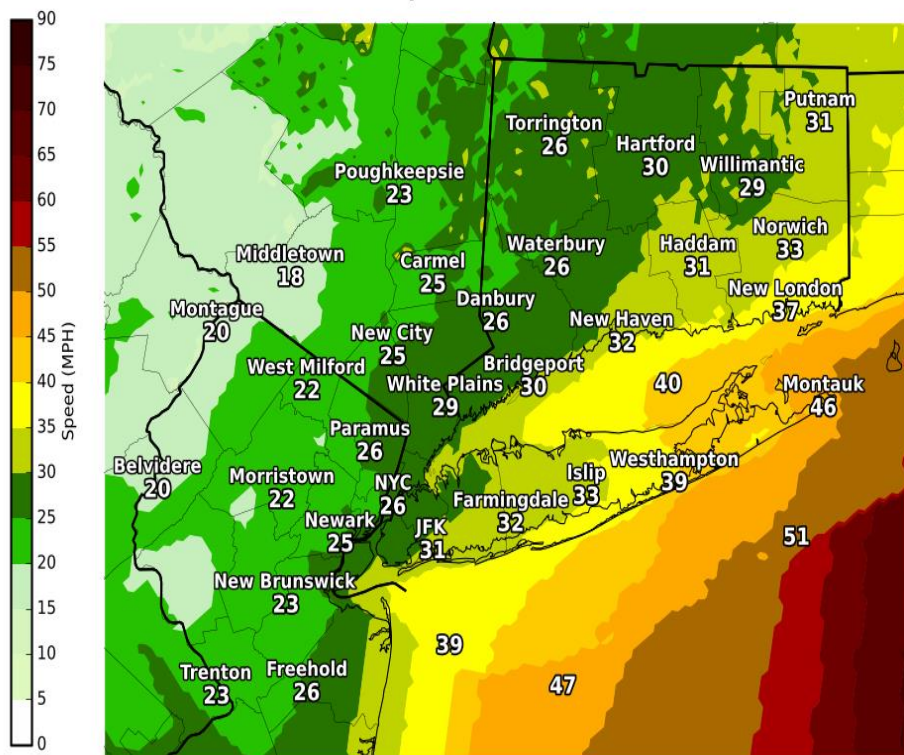 90
75
70
65
60
55
50
45
40
35
30
25
20
15
10
5
0
Speed (MPH)
Putnam
31
Torrington
26
Hartford
30
Willimantic
29
Poughkeepsie
23
Norwich
33
Middletown
18
Carmel
25
Waterbury
26
Haddam
31
Montague
20
Danbury
26
New London
37
New City
25
New Haven
32
West Milford
22
Bridgeport
30
White Plains
29
40
Montauk
46
Paramus
26
Belvidere
20
Morristown
22
NYC
26
Islip
33
Westhampton
39
Farmingdale
32
Newark
25
JFK
31
51
New Brunswick
23
39
Trenton
23
Freehold
26
47